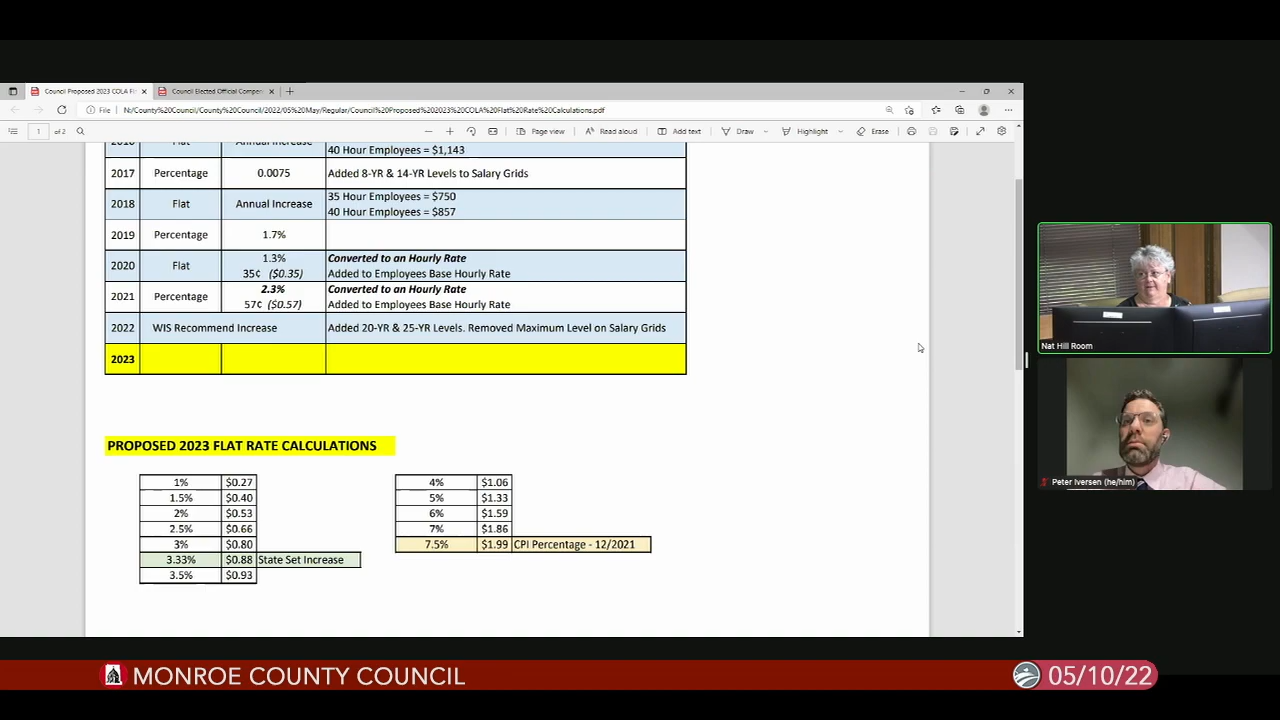 Council Proposed 2023 COLA Fl
Council Elected Official Compen
File
N:/County%20Council/County%20Council/2022/05%20May/Regular/Council%20Proposed%202023%20COLA%20Flat%20Rate%20Calculations.pdf
1 of 2
Page view
Read aloud
Add text
Draw
Highlight
Erase
2016 Flat Annual Increase
40 Hour Employees = $1,143
2017 Percentage 0.0075 Added 8-YR & 14-YR Levels to Salary Grids
2018 Flat Annual Increase 35 Hour Employees = $750
40 Hour Employees = $857
2019 Percentage 1.7%
2020 Flat 1.3% Converted to an Hourly Rate
35¢ ($0.35) Added to Employees Base Hourly Rate
2021 Percentage 2.3% Converted to an Hourly Rate
57¢ ($0.57) Added to Employees Base Hourly Rate
2022 WIS Recommend Increase Added 20-YR & 25-YR Levels. Removed Maximum Level on Salary Grids
2023
PROPOSED 2023 FLAT RATE CALCULATIONS
1% $0.27 4% $1.06
1.5% $0.40 5% $1.33
2% $0.53 6% $1.59
2.5% $0.66 7% $1.86
3% $0.80 7.5% $1.99 CPI Percentage - 12/2021
3.33% $0.88 State Set Increase
3.5% $0.93
Nat Hill Room
Peter Iversen (he/him)
MONROE COUNTY COUNCIL
05/10/22